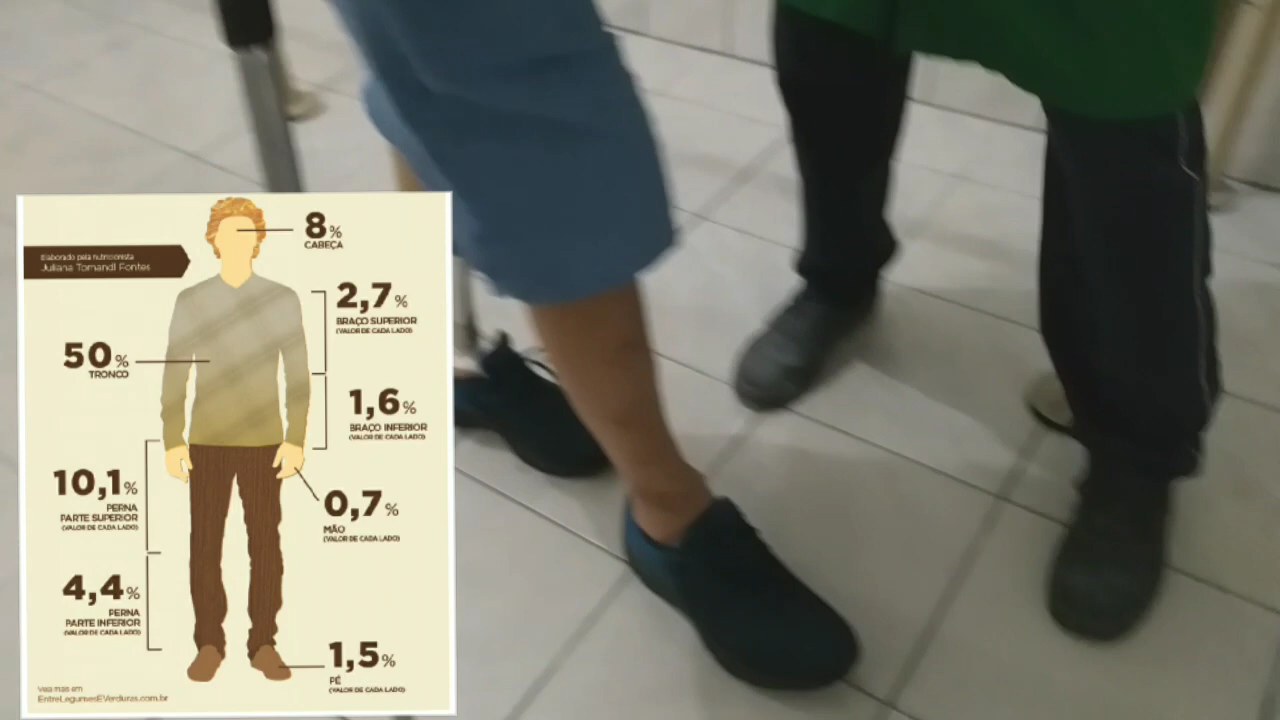 8%
CABEÇA
Elaborado pela nutricionista
Juliana Tomandl Fontes
2,7%
BRAÇO SUPERIOR
(VALOR DE CADA LADO)
50%
TRONCO
1,6%
BRAÇO INFERIOR
(VALOR DE CADA LADO)
10,1%
PERNA
PARTE SUPERIOR
(VALOR DE CADA LADO)
0,7%
MÃO
(VALOR DE CADA LADO)
4,4%
PERNA
PARTE INFERIOR
(VALOR DE CADA LADO)
1,5%
PÉ
(VALOR DE CADA LADO)
Veja mais em
EntreLegumesEVerduras.com.br